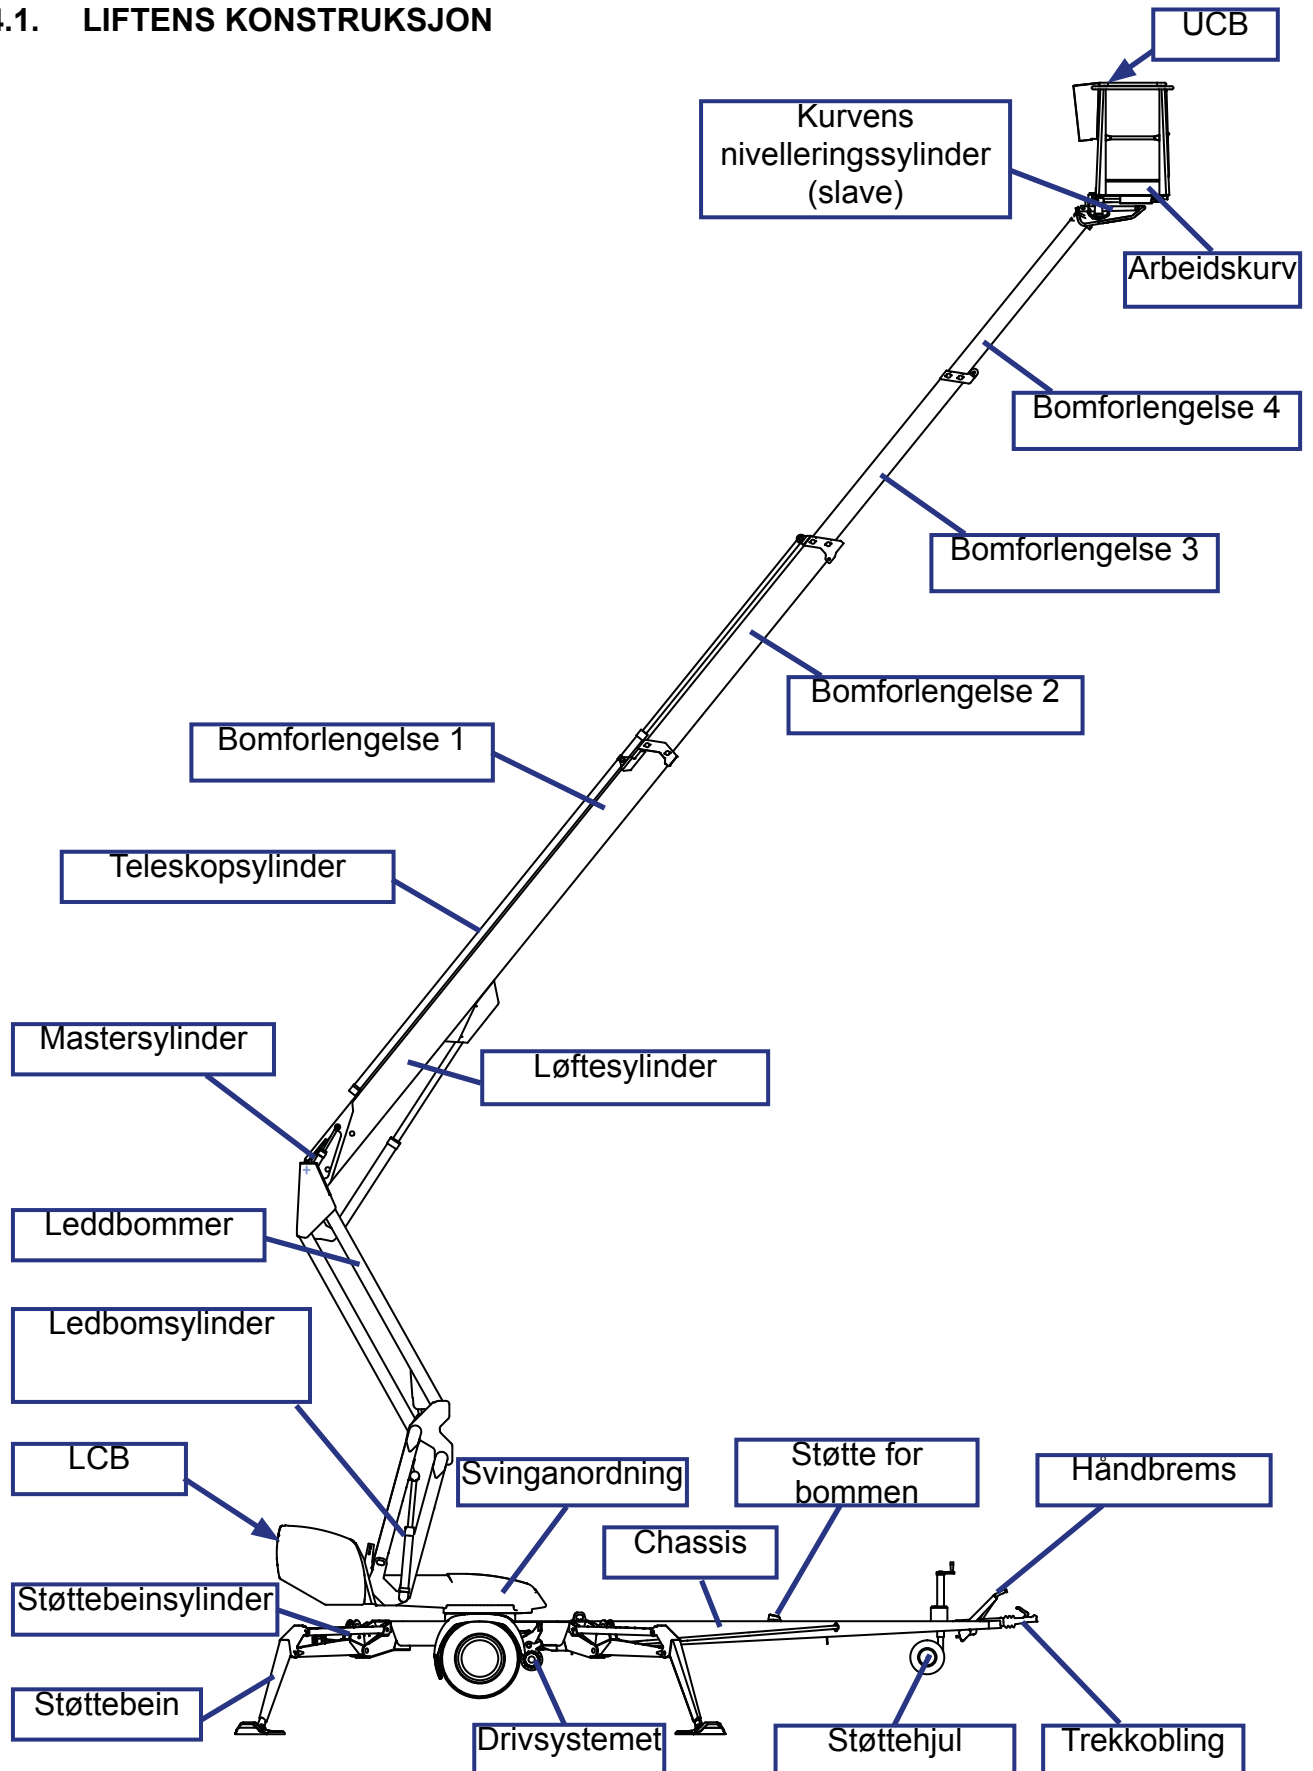 4.1. LIFTENS KONSTRUKSJON
UCB
Kurvens
nivelleringssylinder
(slave)
Arbeidskurv
Bomforlengelse 4
Bomforlengelse 3
Bomforlengelse 2
Bomforlengelse 1
Teleskopsylinder
Mastersylinder
Løftesylinder
Leddbommer
Ledbomsylinder
LCB
Svinganordning
Støtte for
bommen
Håndbrems
Chassis
Støttebeinsylinder
Støttebein
Drivsystemet
Støttehjul
Trekkobling